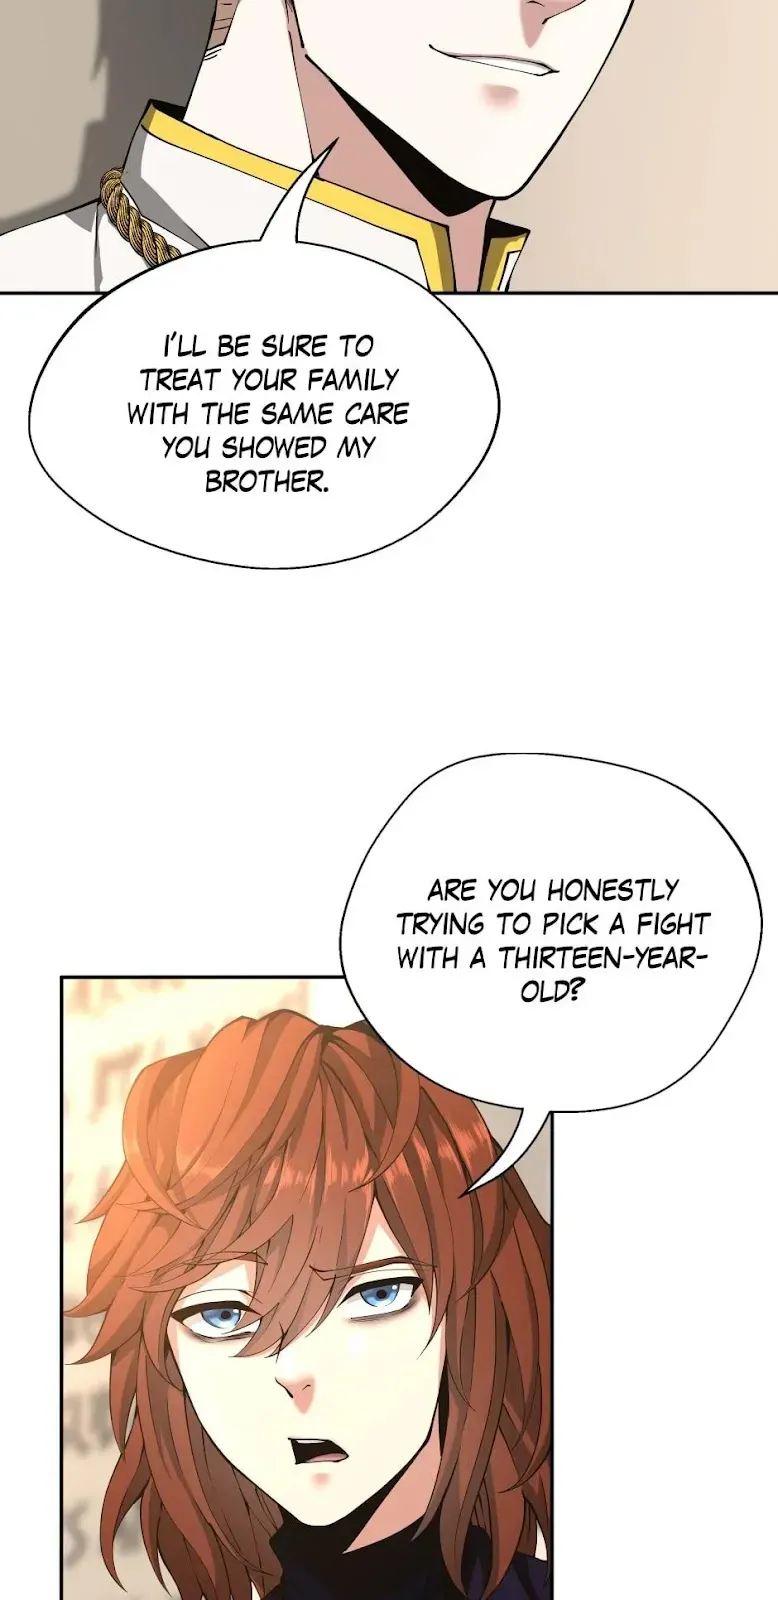 I'LL BE SURE TO
TREAT YOUR FAMILY
WITH THE SAME CARE
YOU SHOWED MY
BROTHER.
ARE YOU HONESTLY
TRYING TO PICK A FIGHT
WITH A THIRTEEN-YEAR-
OLD?